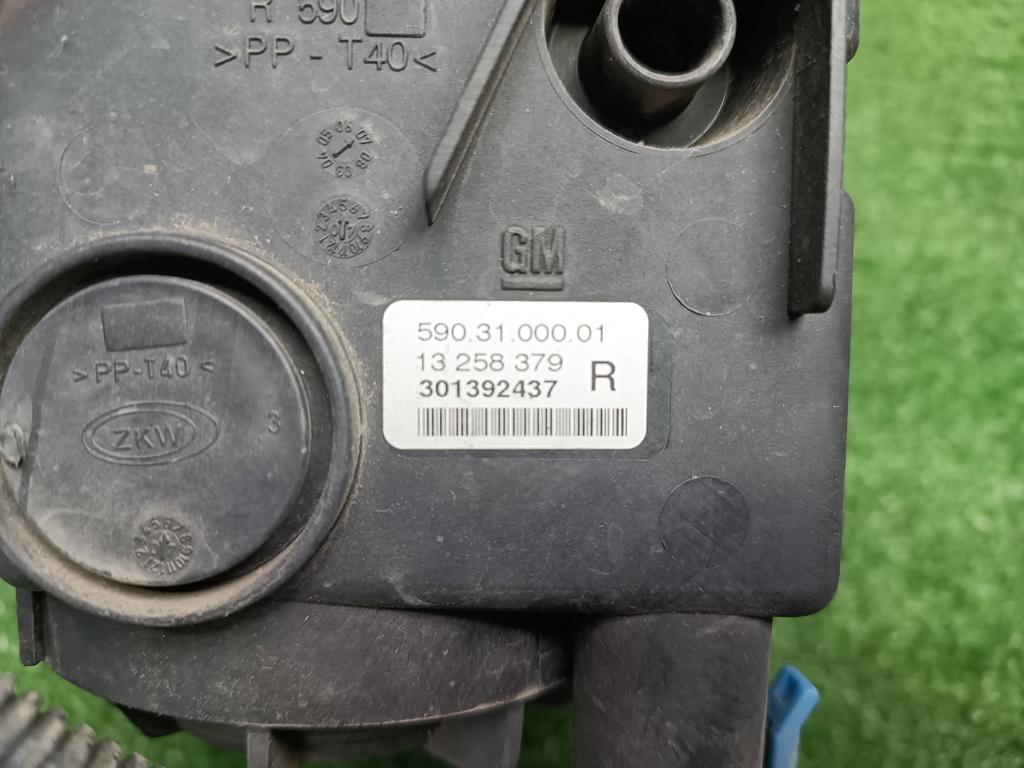 R 590
>PP - T40<
GM
590.31.000.01
13 258 379
R
301392437
>PP-T40<
ZKW
3